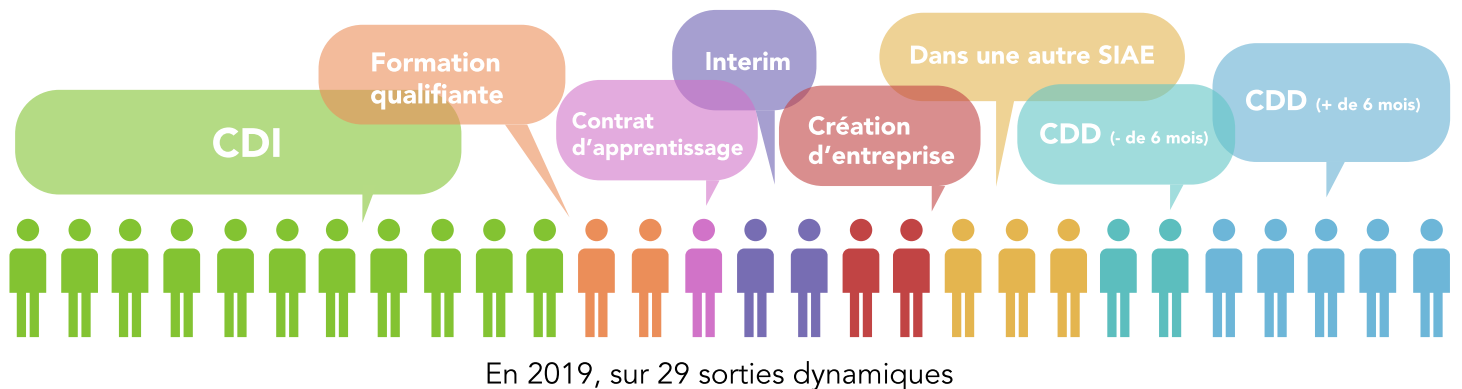 CDI
Formation
qualifiante
Contrat
d'apprentissage
Interim
Création
d'entreprise
Dans une autre SIAE
CDD (- de 6 mois)
CDD (+ de 6 mois)
En 2019, sur 29 sorties dynamiques